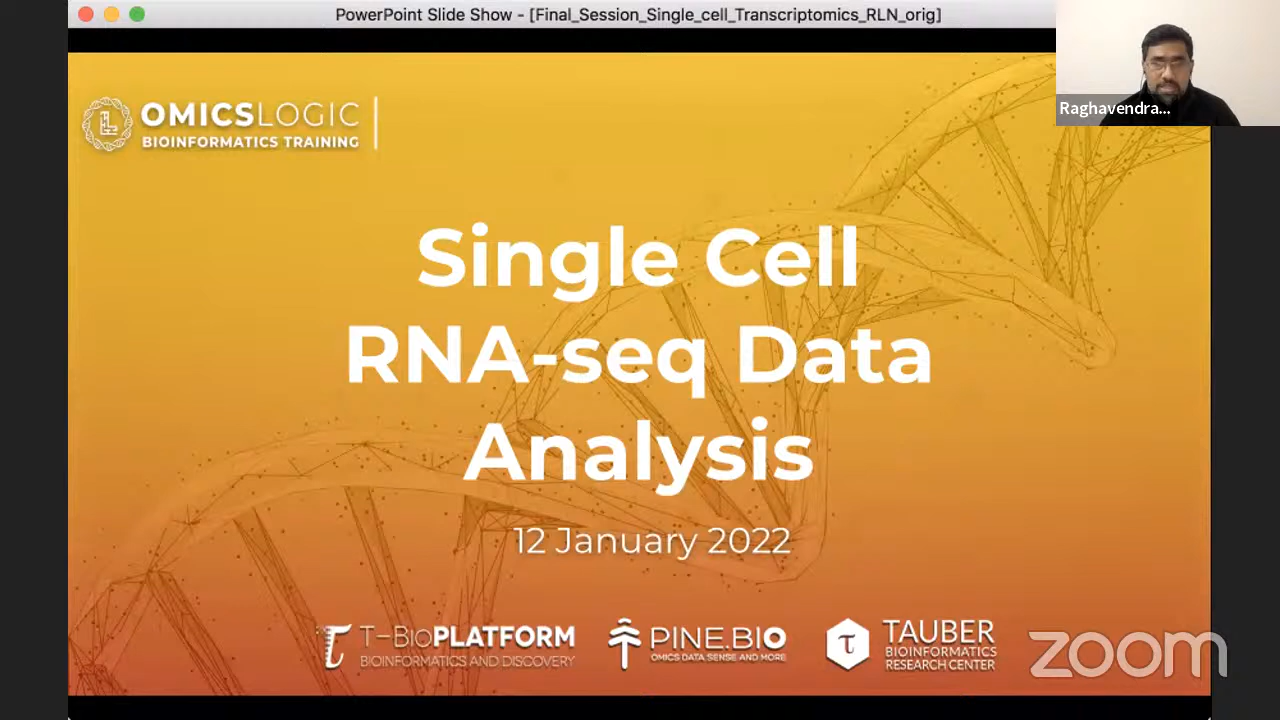 PowerPoint Slide Show - [Final_Session_Single_cell_Transcriptomics_RLN_orig]
Raghavendra...
OMICSLOGIC
BIOINFORMATICS TRAINING
Single Cell
RNA-seq Data
Analysis
12 January 2022
T-BioPLATFORM
BIOINFORMATICS AND DISCOVERY
PINE.BIO
OMICS DATA SENSE AND MORE
TAUBER
BIOINFORMATICS
RESEARCH CENTER
zoom